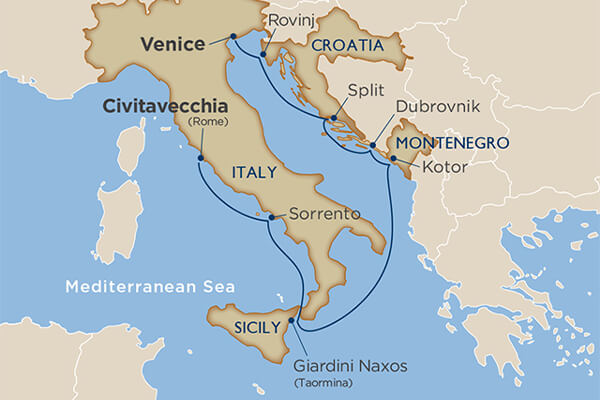 Rovinj
Venice
CROATIA
Split
Civitavecchia
(Rome)
Dubrovnik
MONTENEGRO
Kotor
ITALY
Sorrento
Mediterranean Sea
SICILY
Giardini Naxos
(Taormina)